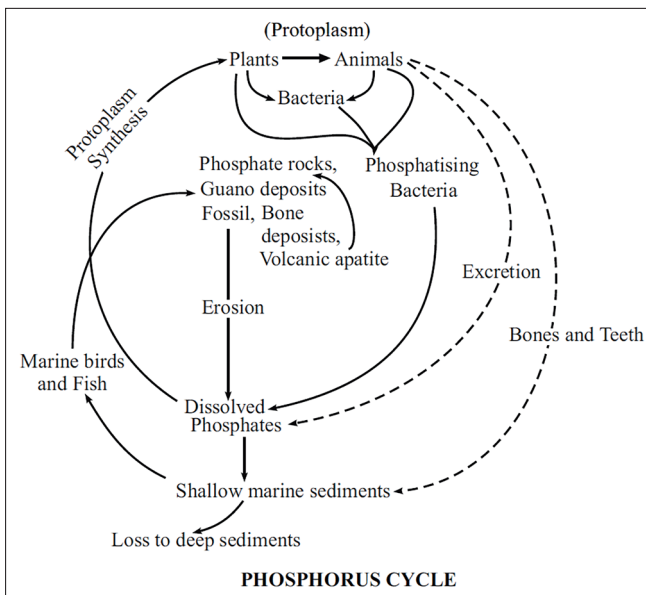 (Protoplasm)
Plants
Animals
Bacteria
Protoplasm
Synthesis
Phosphate rocks,
Guano deposits
Fossil, Bone
deposists,
Volcanic apatite
Phosphatising
Bacteria
Excretion
Erosion
Bones and Teeth
Marine birds
and Fish
Dissolved
Phosphates
Shallow marine sediments
Loss to deep sediments
PHOSPHORUS CYCLE